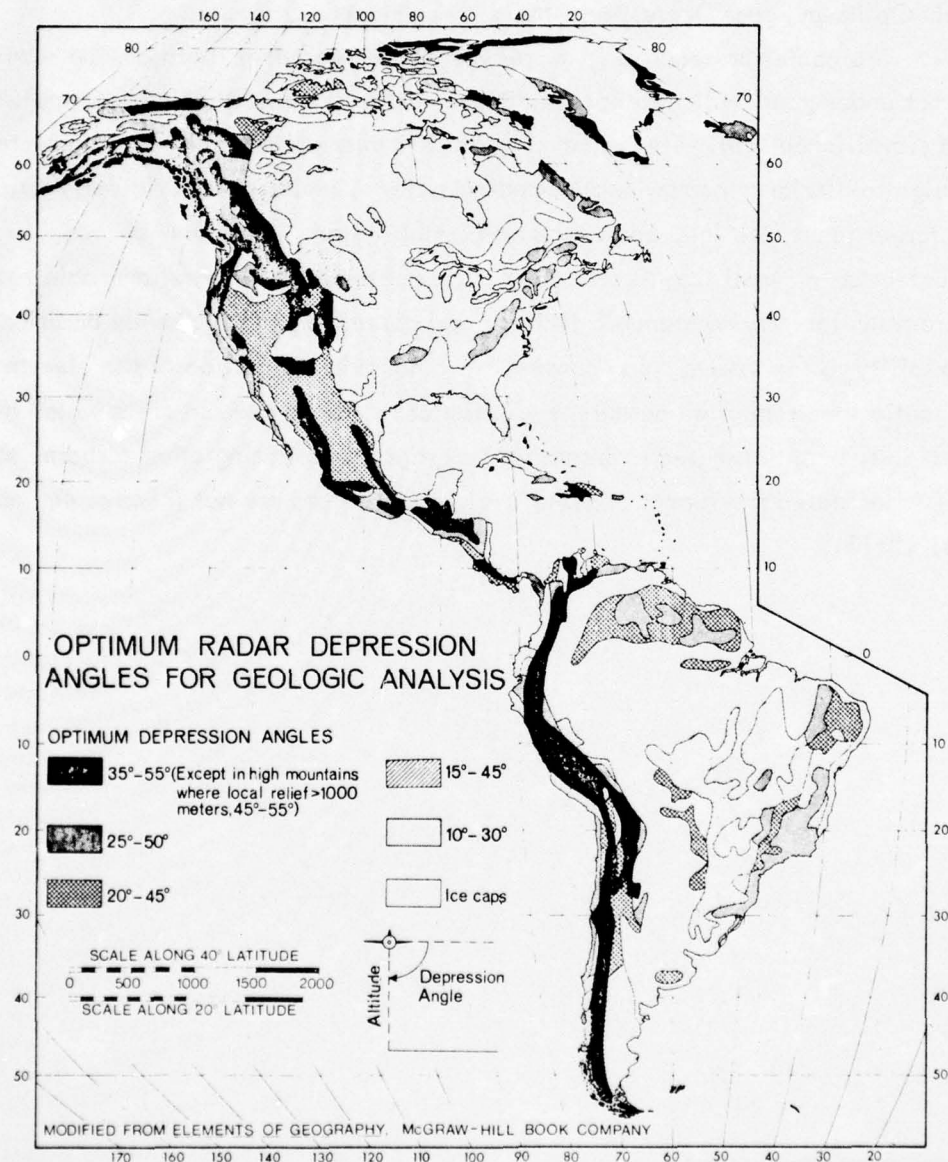 160 140 120 100 60 20
80 80
70 70
60 60
50 50
40 40
30 30
20 20
10 10
OPTIMUM RADAR DEPRESSION
ANGLES FOR GEOLOGIC ANALYSIS
0 0
OPTIMUM DEPRESSION ANGLES
35°-55° (Except in high mountains
where local relief >1000
meters, 45°-55°)
25°-50°
20°-45°
15°-45°
10°-30°
Ice caps
10 10
20 20
30 30
40 40
50 50
SCALE ALONG 40° LATITUDE
0 500 1000 1500 2000
SCALE ALONG 20° LATITUDE
Altitude
Depression
Angle
MODIFIED FROM ELEMENTS OF GEOGRAPHY, McGRAW-HILL BOOK COMPANY
170 160 150 140 130 120 110 100 90 80 70 60 50 40 30 20